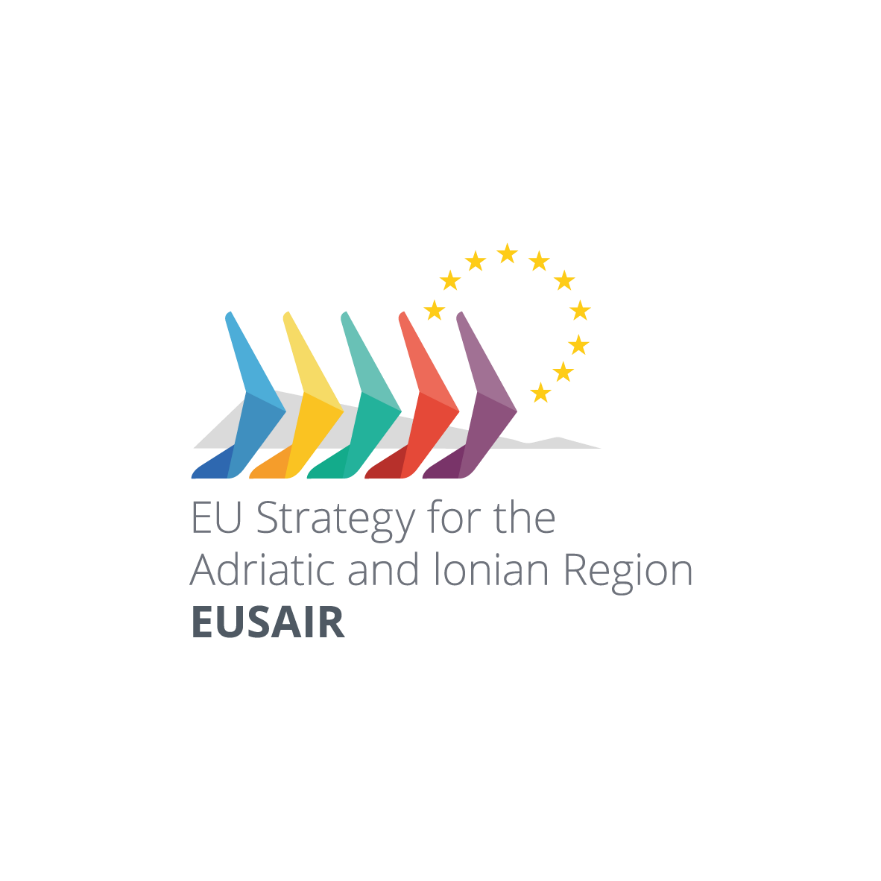 EU Strategy for the
Adriatic and Ionian Region
EUSAIR